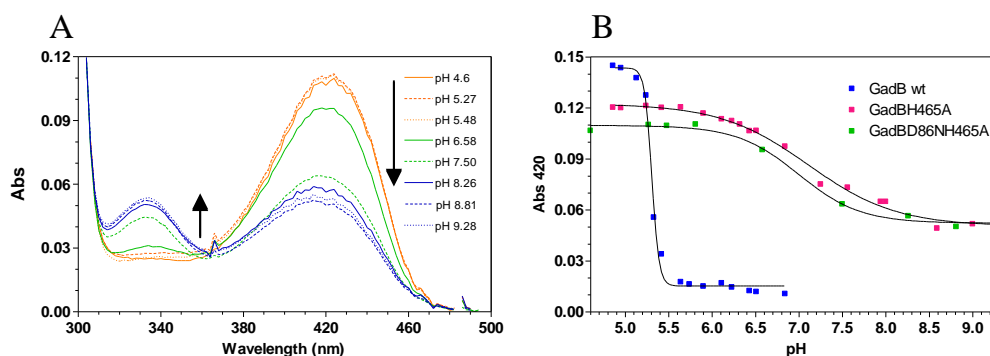 A
Abs
0.12
0.09
0.06
0.03
0.00
300
340
380
420
460
500
Wavelength (nm)
pH 4.6
pH 5.27
pH 5.48
pH 6.58
pH 7.50
pH 8.26
pH 8.81
pH 9.28
B
Abs 420
0.15
0.12
0.09
0.06
0.03
0.00
5.0
5.5
6.0
6.5
7.0
7.5
8.0
8.5
9.0
pH
GadB wt
GadBH465A
GadBD86NH465A